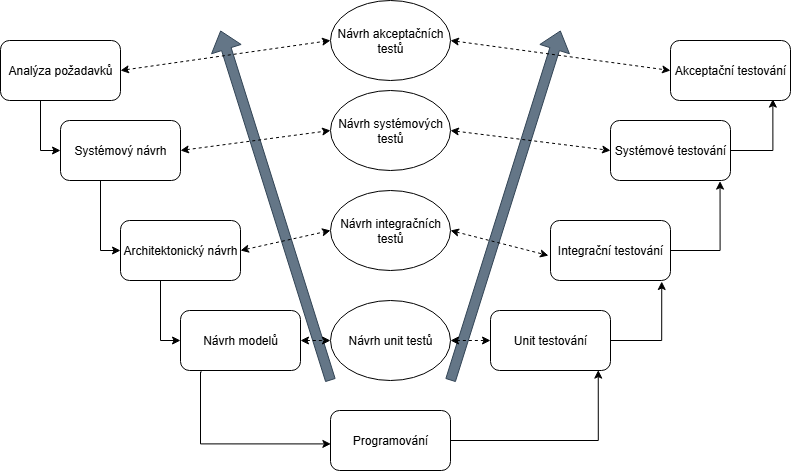 Návrh akceptačních
testů
Analýza požadavků
Akceptační testování
Návrh systémových
testů
Systémový návrh
Systémové testování
Návrh integračních
testů
Architektonický návrh
Integrační testování
Návrh modelů
Návrh unit testů
Unit testování
Programování